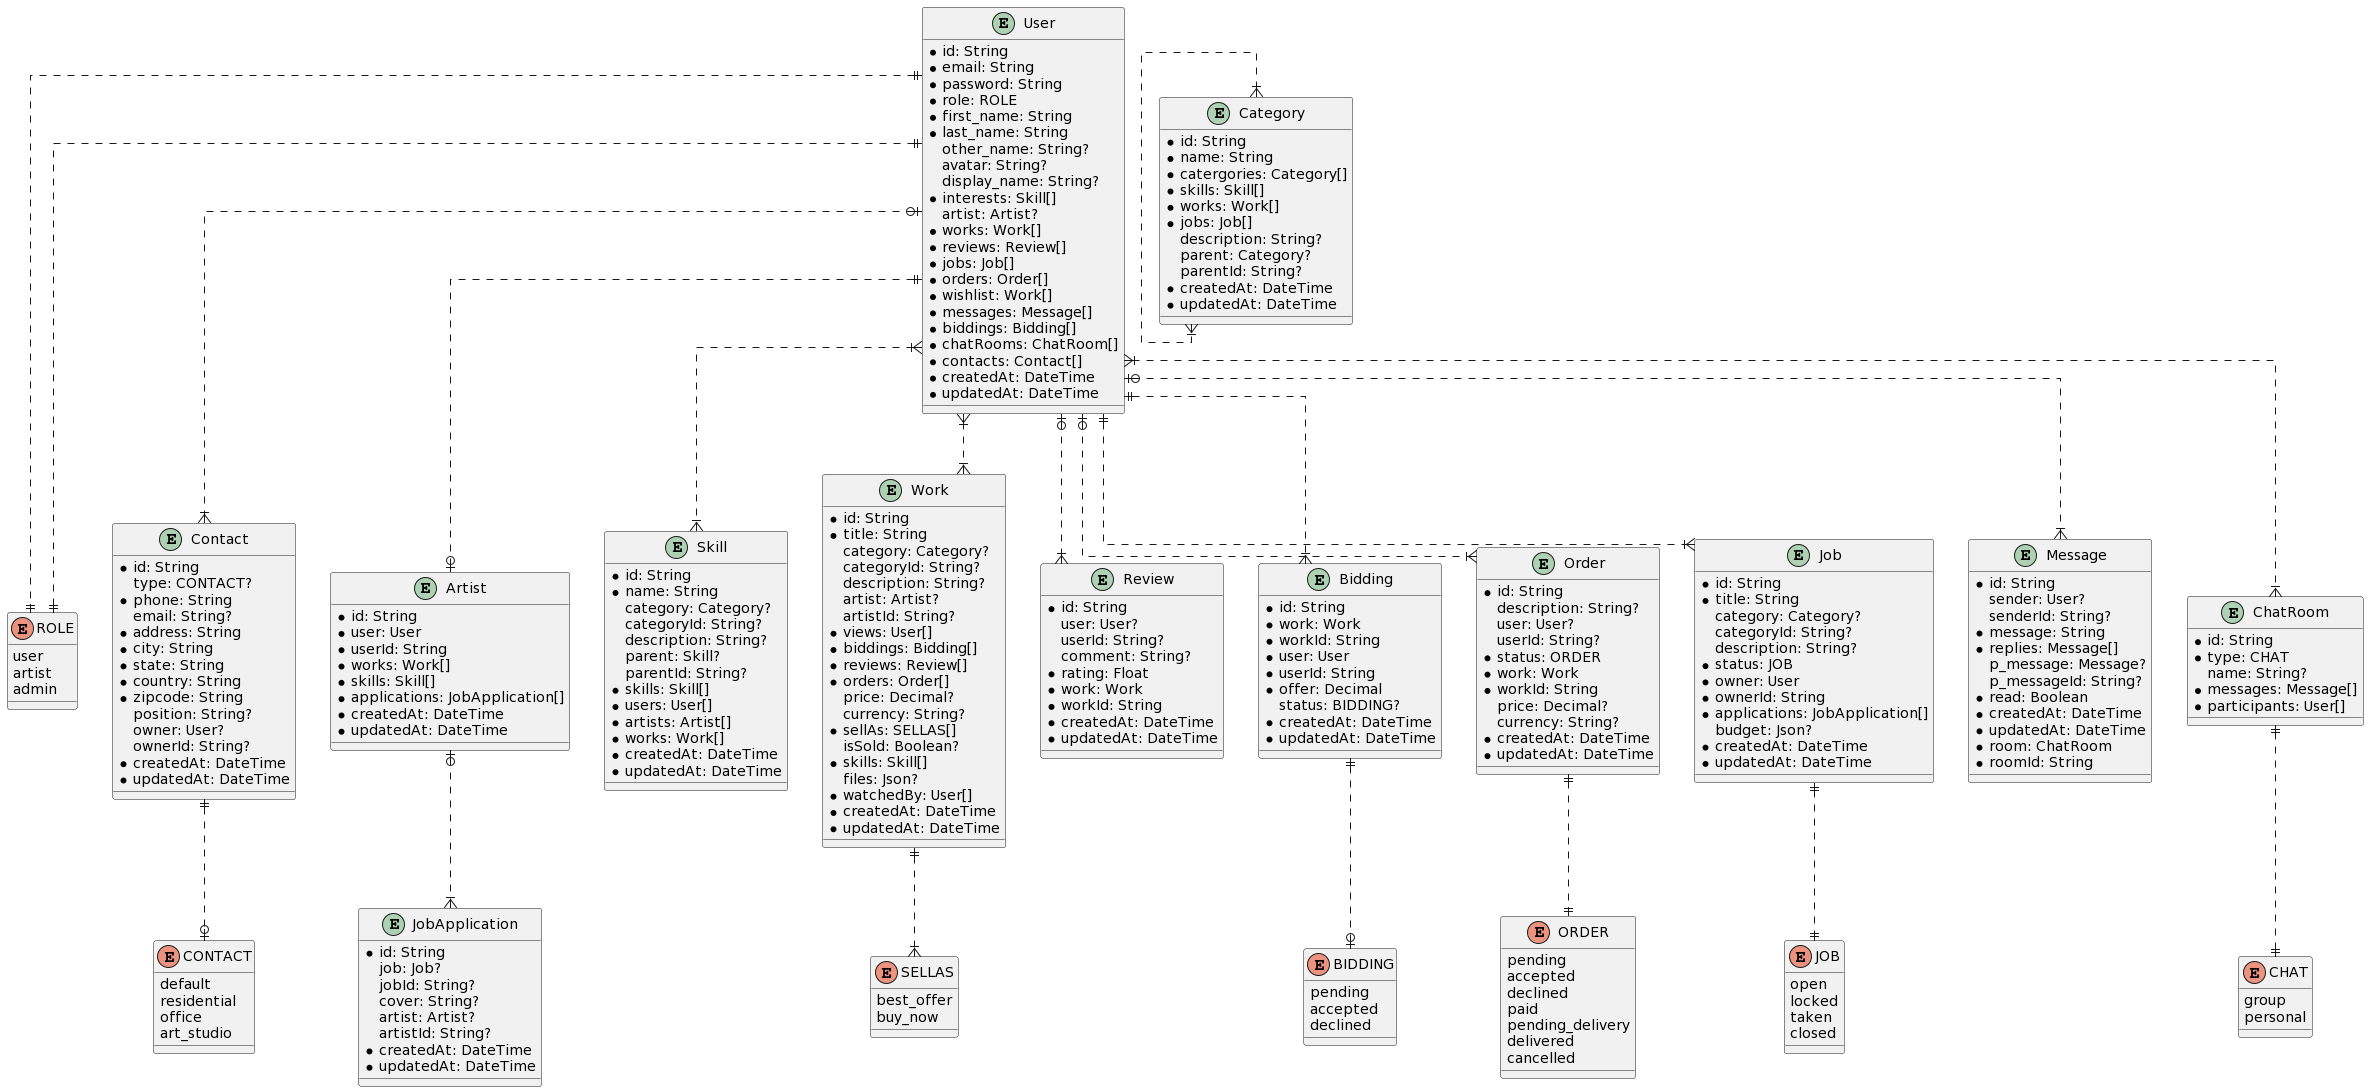 E User
id: String
email: String
password: String
role: ROLE
first_name: String
last_name: String
other_name: String?
avatar: String?
display_name: String?
interests: Skill[]
artist: Artist?
works: Work[]
reviews: Review[]
jobs: Job[]
orders: Order[]
wishlist: Work[]
messages: Message[]
biddings: Bidding[]
chatRooms: ChatRoom[]
contacts: Contact[]
createdAt: DateTime
updatedAt: DateTime
E Category
id: String
name: String
catergories: Category[]
skills: Skill[]
works: Work[]
jobs: Job[]
description: String?
parent: Category?
parentId: String?
createdAt: DateTime
updatedAt: DateTime
E ROLE
user
artist
admin
E Contact
id: String
type: CONTACT?
phone: String
email: String?
address: String
city: String
state: String
country: String
zipcode: String
position: String?
owner: User?
ownerId: String?
createdAt: DateTime
updatedAt: DateTime
E Artist
id: String
user: User
userId: String
works: Work[]
skills: Skill[]
applications: JobApplication[]
createdAt: DateTime
updatedAt: DateTime
E Skill
id: String
name: String
category: Category?
categoryId: String?
description: String?
parent: Skill?
parentId: String?
skills: Skill[]
users: User[]
artists: Artist[]
works: Work[]
createdAt: DateTime
updatedAt: DateTime
E Work
id: String
title: String
category: Category?
categoryId: String?
description: String?
artist: Artist?
artistId: String?
views: User[]
biddings: Bidding[]
reviews: Review[]
orders: Order[]
price: Decimal?
currency: String?
sellAs: SELLAS[]
isSold: Boolean?
skills: Skill[]
files: Json?
watchedBy: User[]
createdAt: DateTime
updatedAt: DateTime
E Review
id: String
user: User?
userId: String?
comment: String?
rating: Float
work: Work
workId: String
createdAt: DateTime
updatedAt: DateTime
E Bidding
id: String
work: Work
workId: String
user: User
userId: String
offer: Decimal
status: BIDDING?
createdAt: DateTime
updatedAt: DateTime
E Order
id: String
description: String?
user: User?
userId: String?
status: ORDER
work: Work
workId: String
price: Decimal?
currency: String?
createdAt: DateTime
updatedAt: DateTime
E Job
id: String
title: String
category: Category?
categoryId: String?
description: String?
status: JOB
owner: User
ownerId: String
applications: JobApplication[]
budget: Json?
createdAt: DateTime
updatedAt: DateTime
E Message
id: String
sender: User?
senderId: String?
message: String
replies: Message[]
p_message: Message?
p_messageId: String?
read: Boolean
createdAt: DateTime
updatedAt: DateTime
room: ChatRoom
roomId: String
E ChatRoom
id: String
type: CHAT
name: String?
messages: Message[]
participants: User[]
E CONTACT
default
residential
office
art_studio
E JobApplication
id: String
job: Job?
jobId: String?
cover: String?
artist: Artist?
artistId: String?
createdAt: DateTime
updatedAt: DateTime
E SELLAS
best_offer
buy_now
E BIDDING
pending
accepted
declined
E ORDER
pending
accepted
declined
paid
pending_delivery
delivered
cancelled
E JOB
open
locked
taken
closed
E CHAT
group
personal